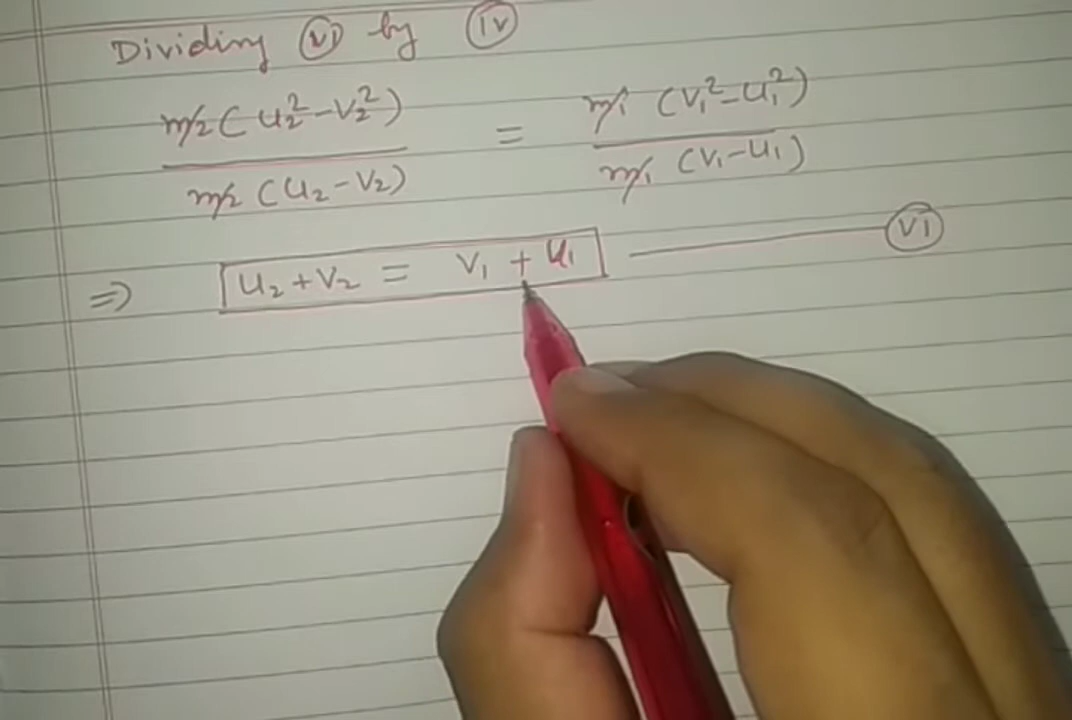 Dividing (vi) by (iv)
m2(u2²-v2²) / m2(u2-v2) = m1(v1²-u1²) / m1(v1-u1)
⇒ u2+v2 = v1+u1 —— (vi)